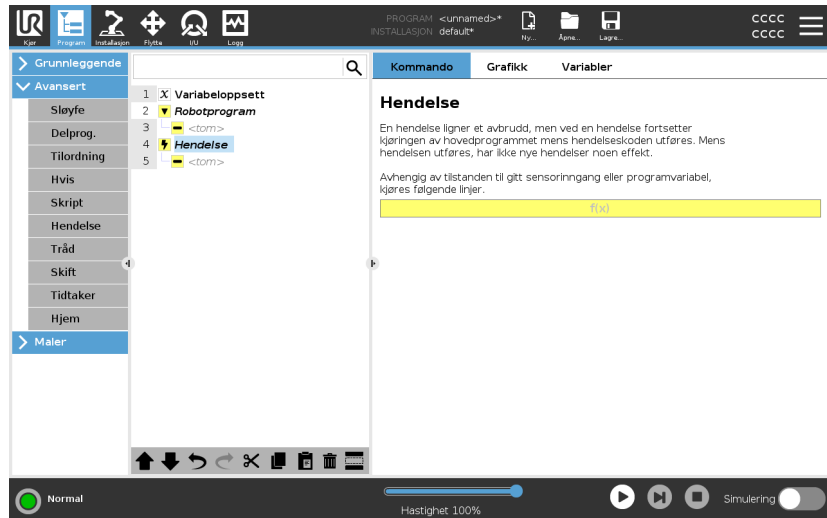 UR
PROGRAM <unnamed>*
INSTALLASJON default*
Kjør
Program
Installasjon
Flytte
I/U
Logg
Ny...
Åpne...
Lagre...
CCCC
CCCC
Grunnleggende
Avansert
Sløyfe
Delprog.
Tilordning
Hvis
Skript
Hendelse
Tråd
Skift
Tidtaker
Hjem
Maler
1 X Variabeloppsett
2 Robotprogram
3 <tom>
4 Hendelse
5 <tom>
Kommando Grafikk Variabler
Hendelse
En hendelse ligner et avbrudd, men ved en hendelse fortsetter
kjøringen av hovedprogrammet mens hendelseskoden utføres. Mens
hendelsen utføres, har ikke nye hendelser noen effekt.
Avhengig av tilstanden til gitt sensorinngang eller programvariabel,
kjøres følgende linjer.
f(x)
Normal
Hastighet 100%
Simulering